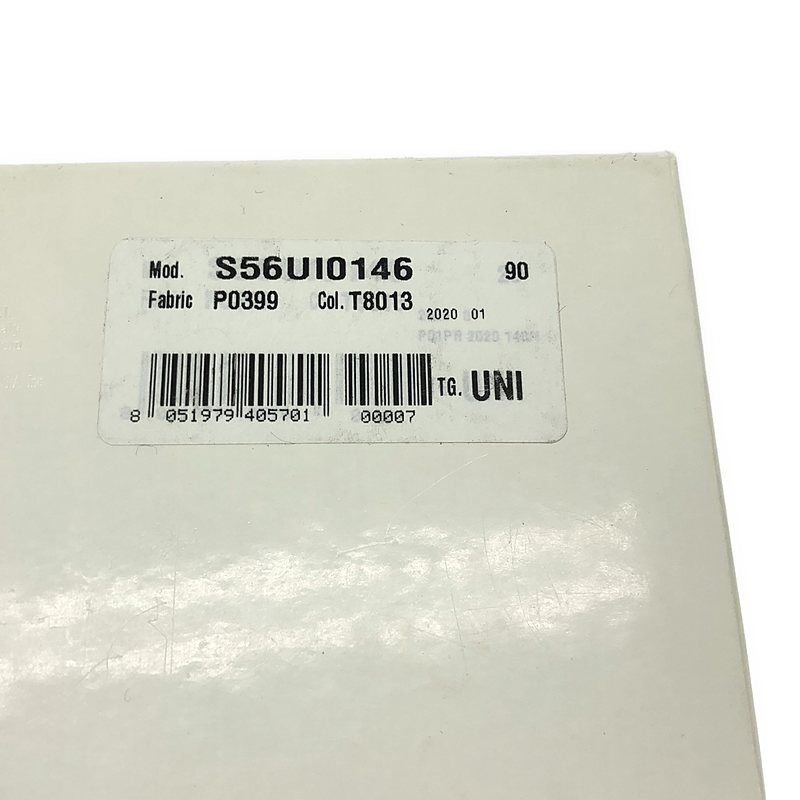 Mod. S56UI0146 90
Fabric P0399 Col. T8013 2020 01
TG. UNI
8 051979 405701 00007